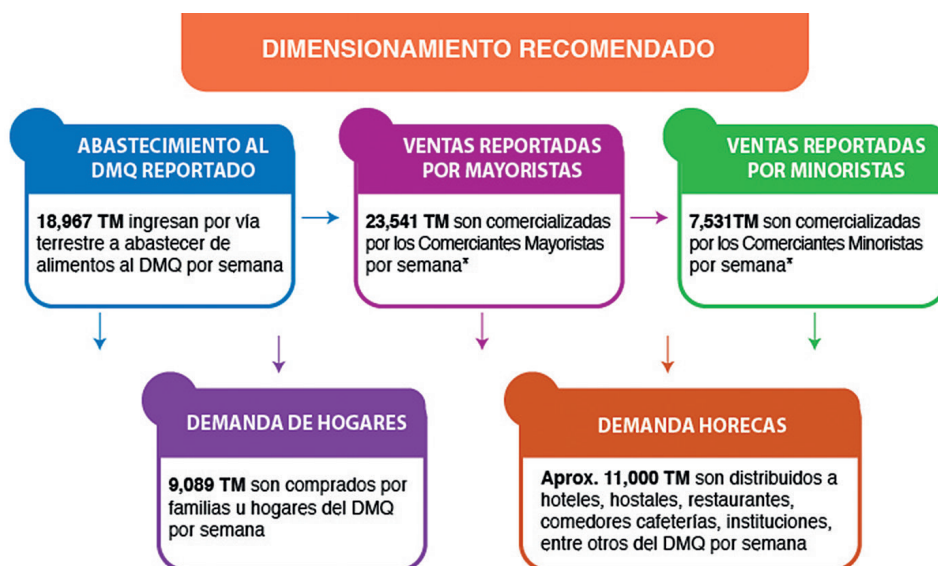 DIMENSIONAMIENTO RECOMENDADO
ABASTECIMIENTO AL
DMQ REPORTADO
18,967 TM ingresan por vía
terrestre a abastecer de
alimentos al DMQ por semana
VENTAS REPORTADAS
POR MAYORISTAS
23,541 TM son comercializadas
por los Comerciantes Mayoristas
por semana*
VENTAS REPORTADAS
POR MINORISTAS
7,531TM son comercializadas
por los Comerciantes Minoristas
por semana*
DEMANDA DE HOGARES
9,089 TM son comprados por
familias u hogares del DMQ
por semana
DEMANDA HORECAS
Aprox. 11,000 TM son distribuidos a
hoteles, hostales, restaurantes,
comedores cafeterías, instituciones,
entre otros del DMQ por semana